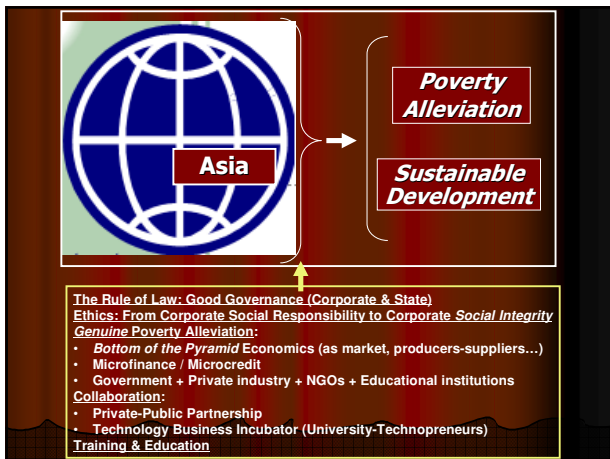 Asia
Poverty
Alleviation
Sustainable
Development
The Rule of Law: Good Governance (Corporate & State)
Ethics: From Corporate Social Responsibility to Corporate Social Integrity
Genuine Poverty Alleviation:
• Bottom of the Pyramid Economics (as market, producers-suppliers…)
• Microfinance / Microcredit
• Government + Private industry + NGOs + Educational institutions
Collaboration:
• Private-Public Partnership
• Technology Business Incubator (University-Technopreneurs)
Training & Education